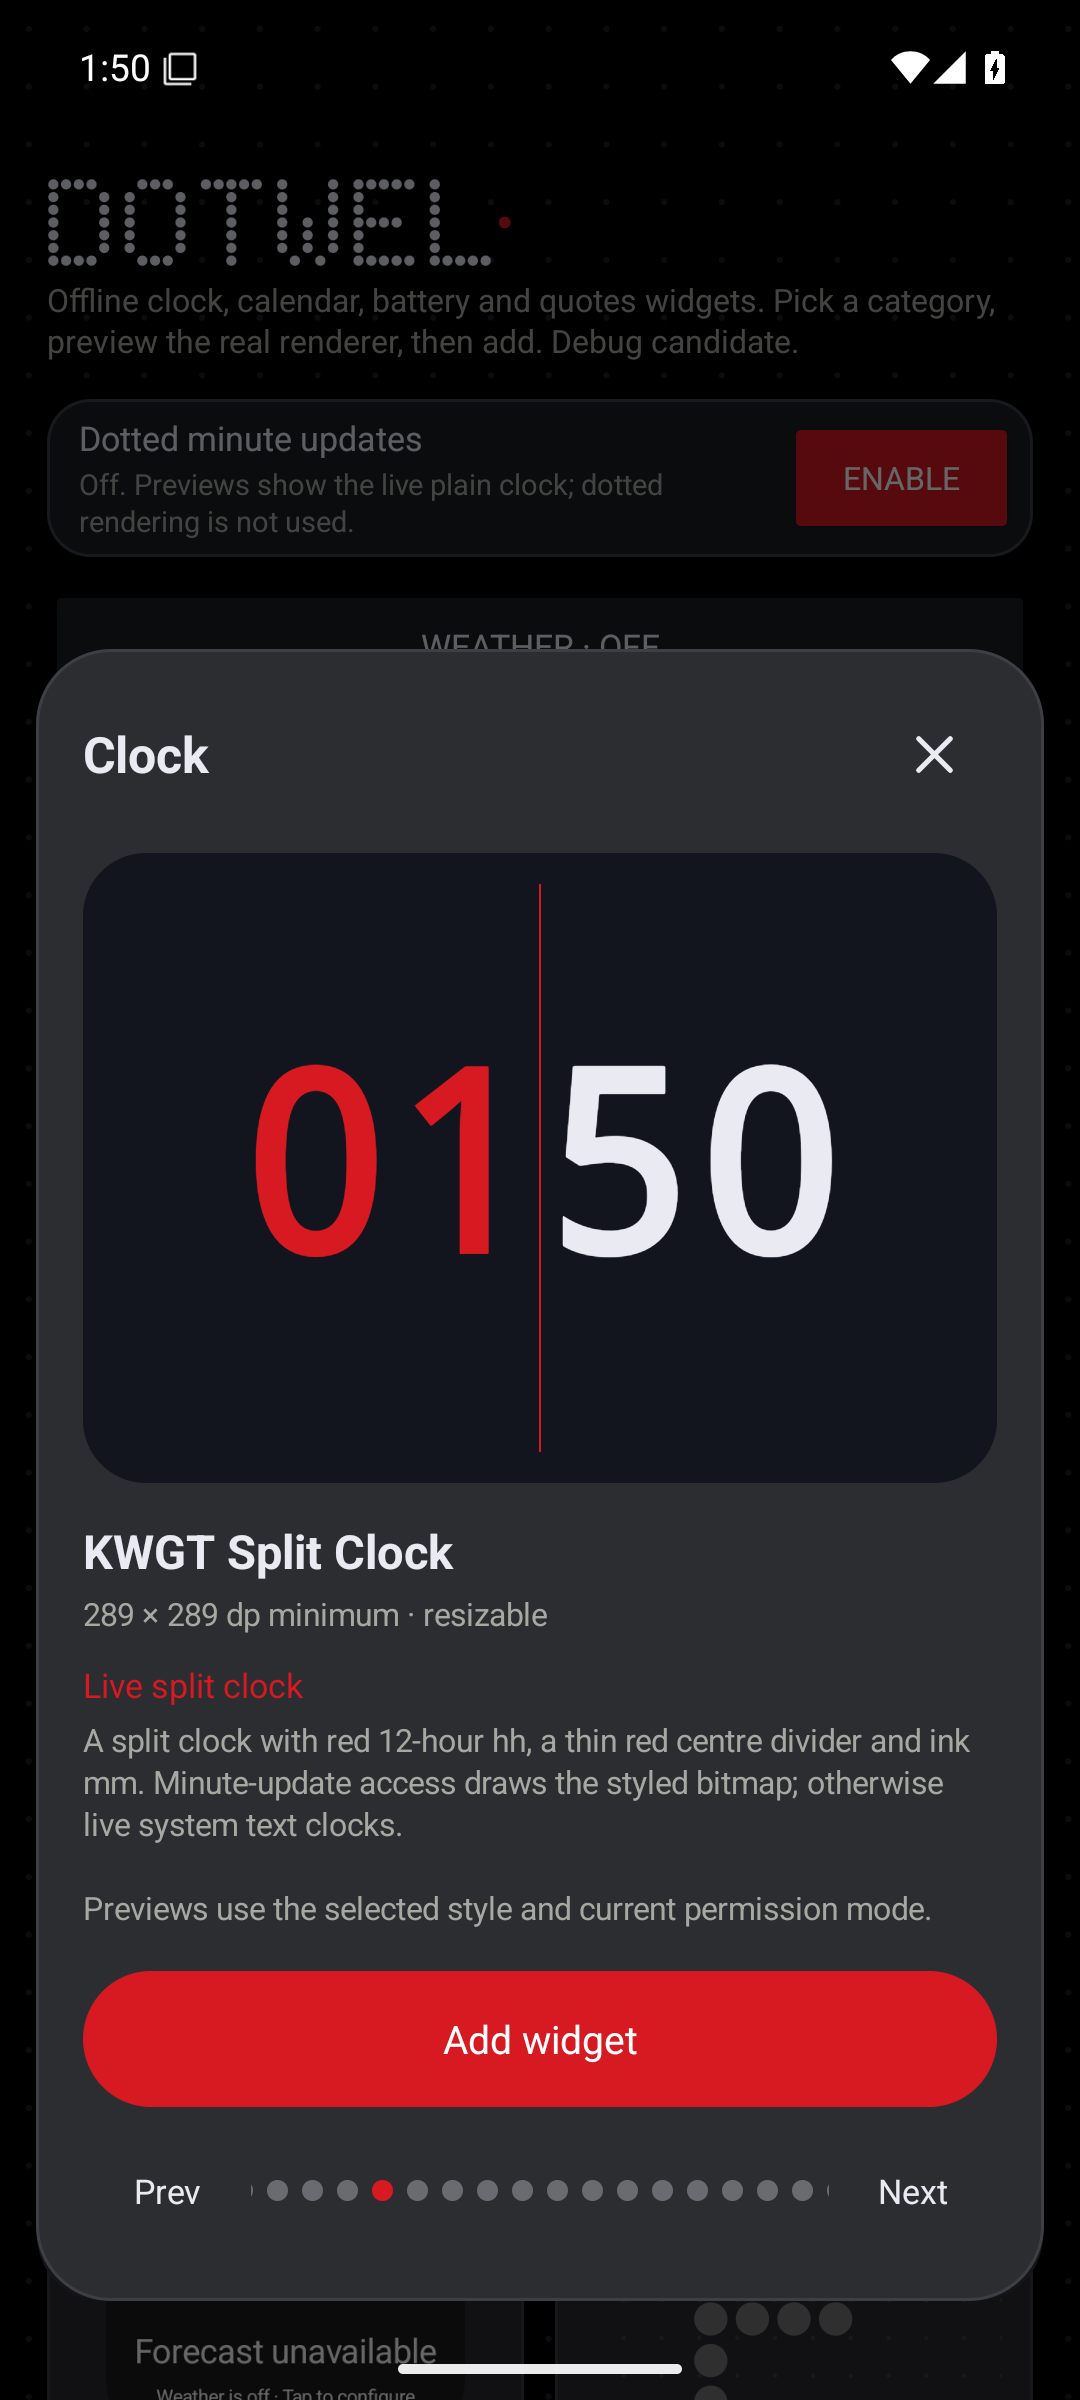 1:50
DOTWEL
Offline clock, calendar, battery and quotes widgets. Pick a category,
preview the real renderer, then add. Debug candidate.
Dotted minute updates
Off. Previews show the live plain clock; dotted
rendering is not used.
ENABLE
WEATHER · OFF
Clock
01 50
KWGT Split Clock
289 × 289 dp minimum · resizable
Live split clock
A split clock with red 12-hour hh, a thin red centre divider and ink
mm. Minute-update access draws the styled bitmap; otherwise
live system text clocks.
Previews use the selected style and current permission mode.
Add widget
Prev
Next
Forecast unavailable
Weather is off · Tap to configure